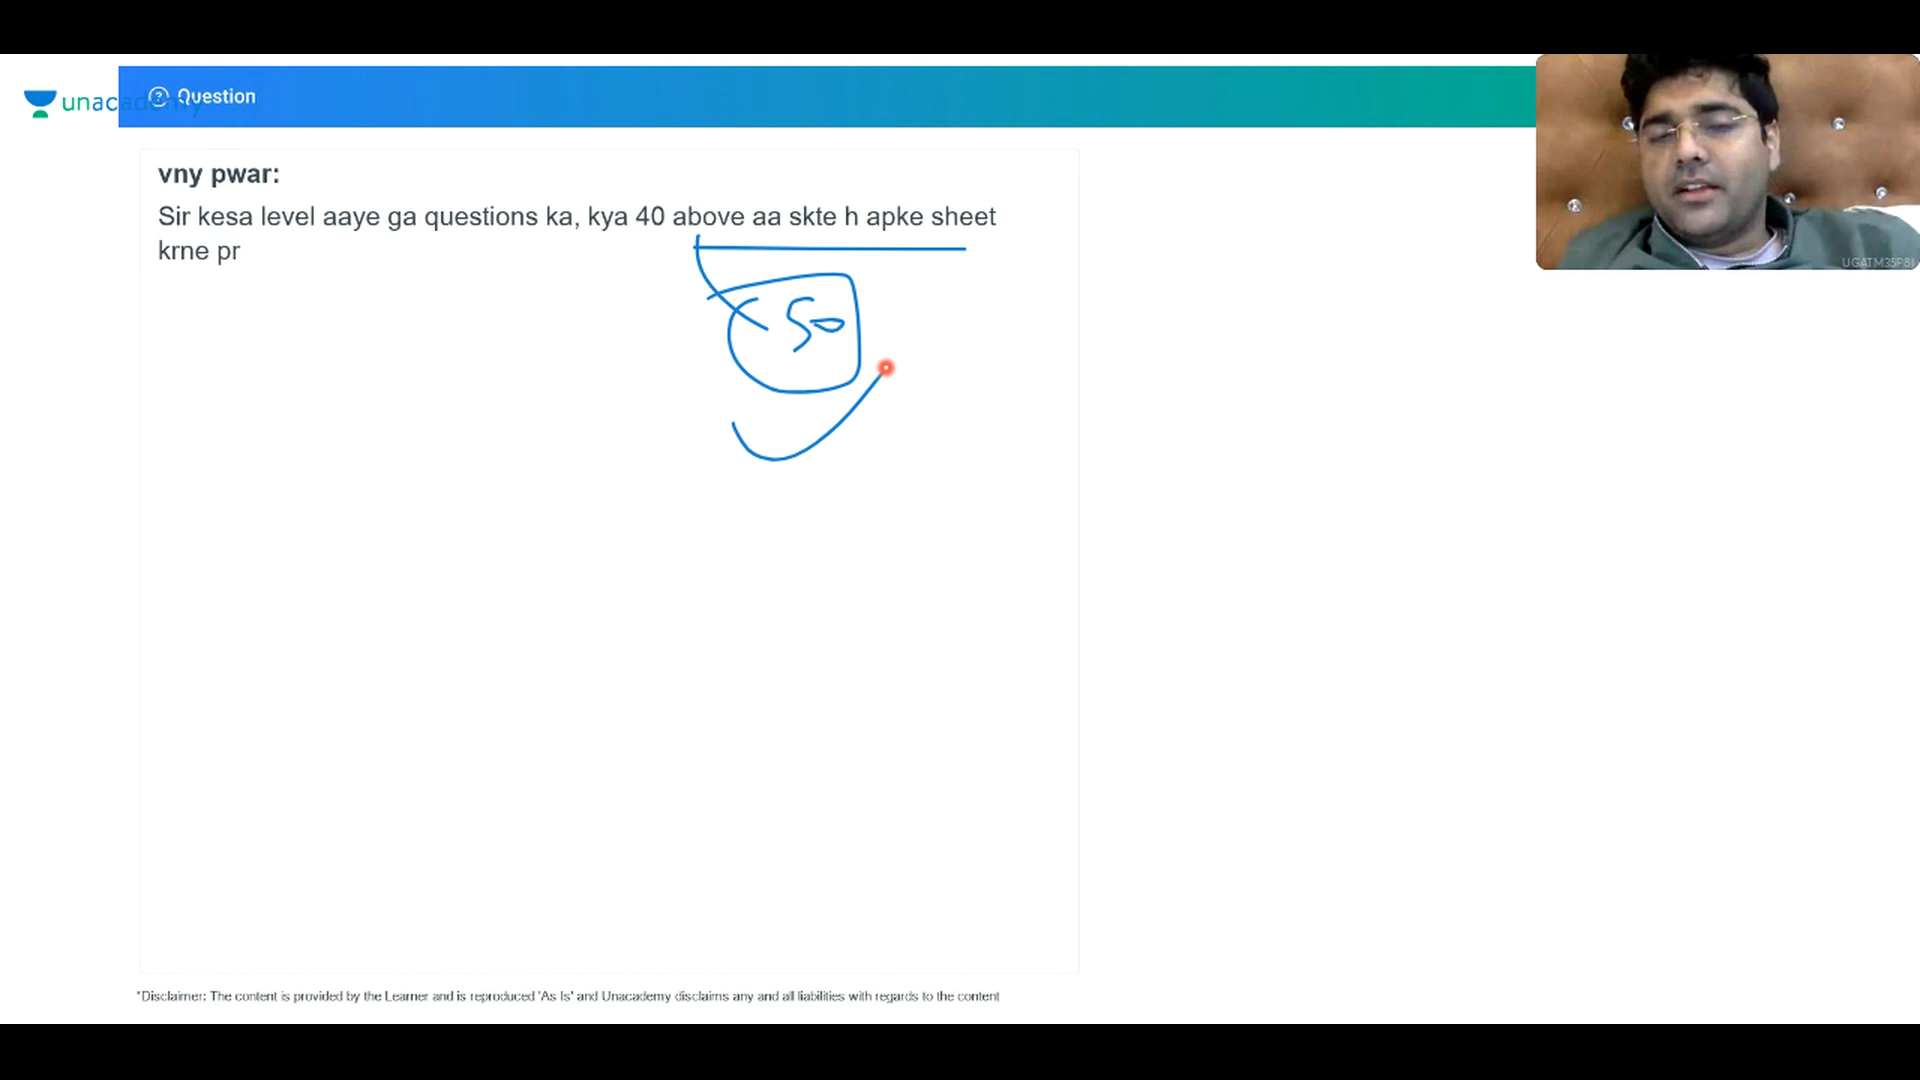 unacademy
Question
vny pwar:
Sir kesa level aaye ga questions ka, kya 40 above aa skte h apke sheet
krne pr
50
UGATM35P8I
*Disclaimer: The content is provided by the Learner and is reproduced 'As Is' and Unacademy disclaims any and all liabilities with regards to the content